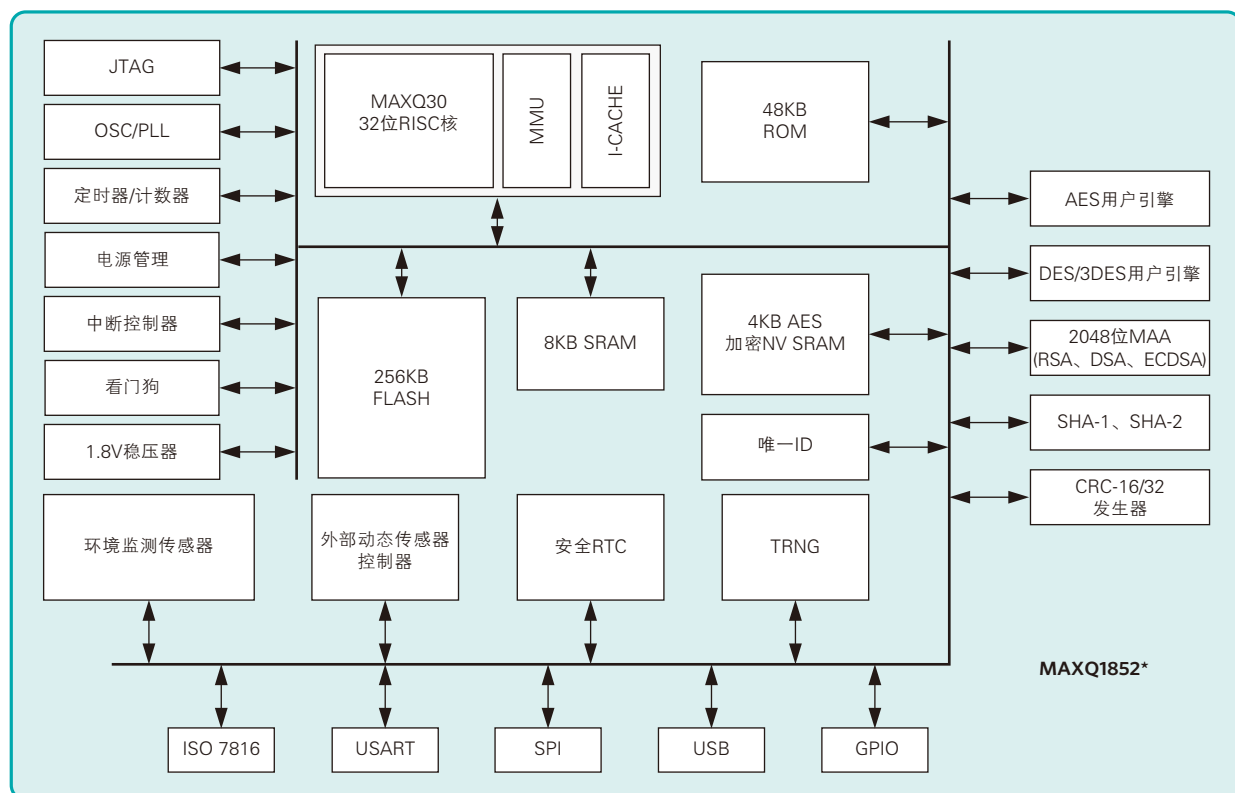 JTAG
OSC/PLL
定时器/计数器
电源管理
中断控制器
看门狗
1.8V稳压器
MAXQ30
32位RISC核
MMU
I-CACHE
48KB
ROM
256KB
FLASH
8KB SRAM
4KB AES
加密NV SRAM
唯一ID
AES用户引擎
DES/3DES用户引擎
2048位MAA
(RSA、DSA、ECDSA)
SHA-1、SHA-2
CRC-16/32
发生器
环境监测传感器
外部动态传感器
控制器
安全RTC
TRNG
MAXQ1852*
ISO 7816
USART
SPI
USB
GPIO